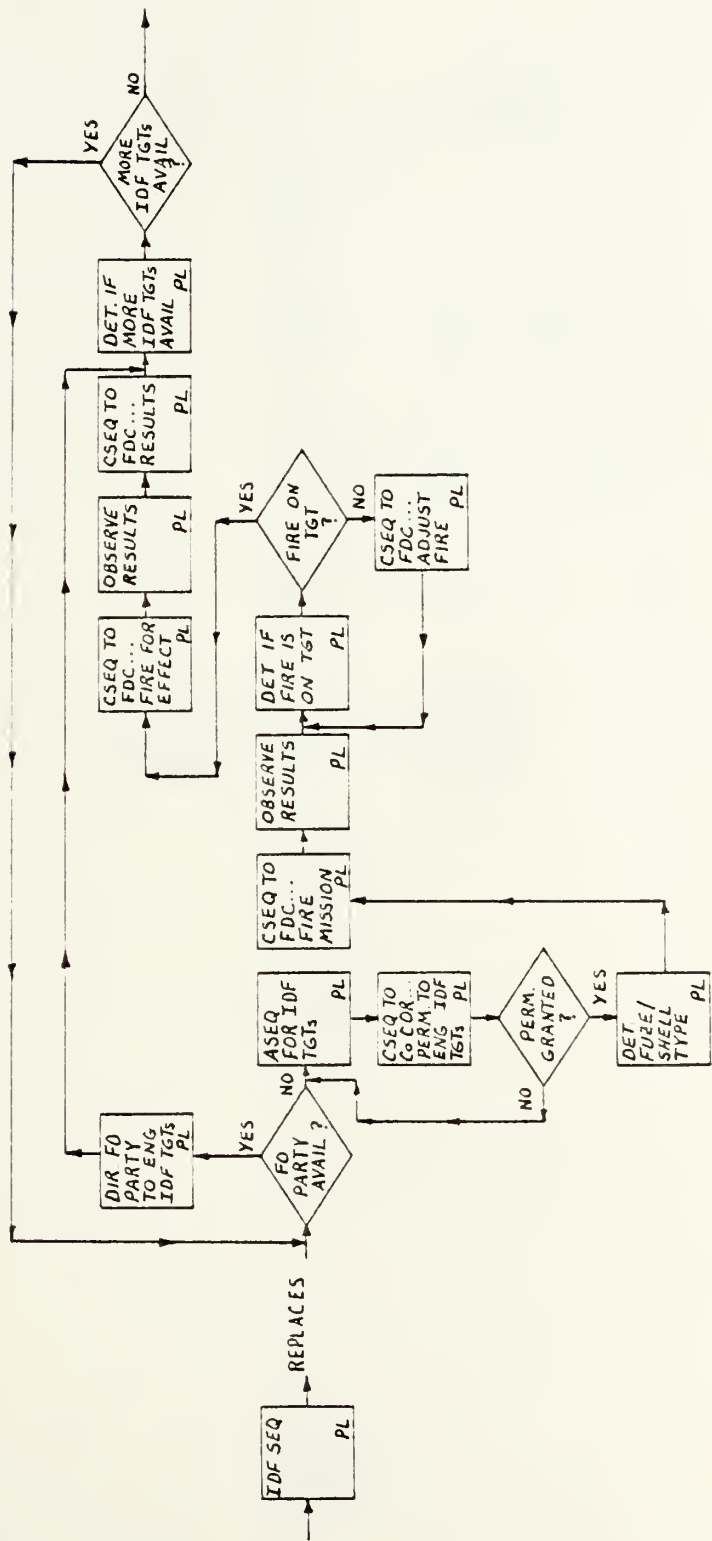 IDF SEQ
PL
REPLACES
FO
PARTY
AVAIL?
YES
NO
DIR FO
PARTY
TO ENG
IDF TGTs
PL
ASEQ
FOR IDF
TGTs
PL
CSEQ TO
Co COR...
PERM. TO
ENG IDF
TGTs
PL
PERM.
GRANTED
?
NO
YES
DET.
FUZE/
SHELL
TYPE
PL
CSEQ TO
FDC...
FIRE
MISSION
PL
OBSERVE
RESULTS
PL
DET IF
FIRE IS
ON TGT
PL
FIRE ON
TGT
?
YES
NO
CSEQ TO
FDC...
ADJUST
FIRE
PL
CSEQ TO
FDC...
FIRE FOR
EFFECT
PL
OBSERVE
RESULTS
PL
CSEQ TO
FDC...
RESULTS
PL
DET. IF
MORE
IDF TGTs
AVAIL
PL
MORE
IDF TGTs
AVAIL
?
YES
NO